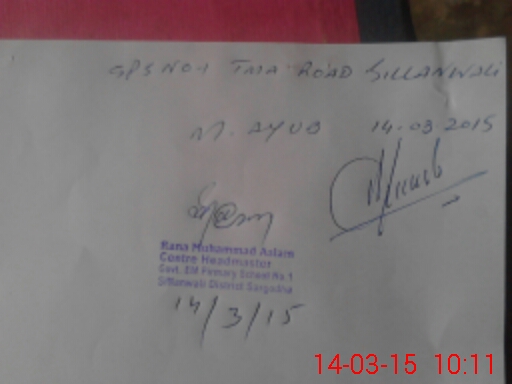 GPS NO-1 TMA ROAD SILLANWALI
M. AYUB 14-03-2015
Rana Muhammad Aslam
Centre Headmaster
Govt. EM Primary School No.1
Sillanwali District Sargodha
14/3/15
14-03-15 10:11